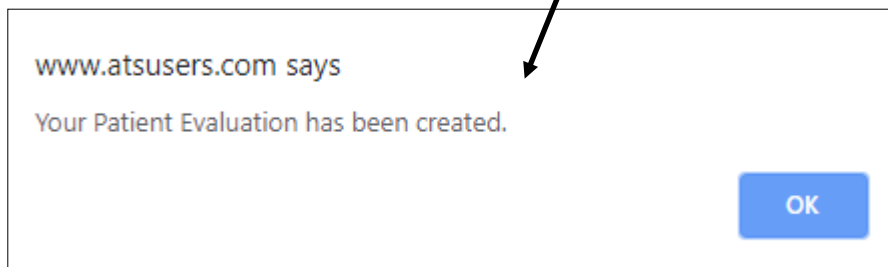 www.atsusers.com says
Your Patient Evaluation has been created.
OK